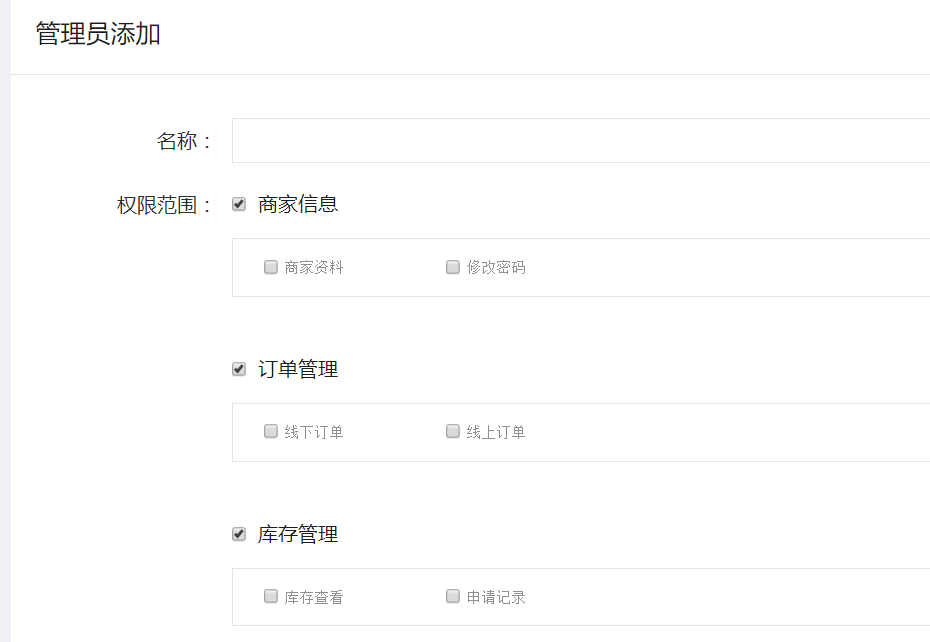 管理员添加
名称：
权限范围： 商家信息
商家资料 修改密码
订单管理
线下订单 线上订单
库存管理
库存查看 申请记录